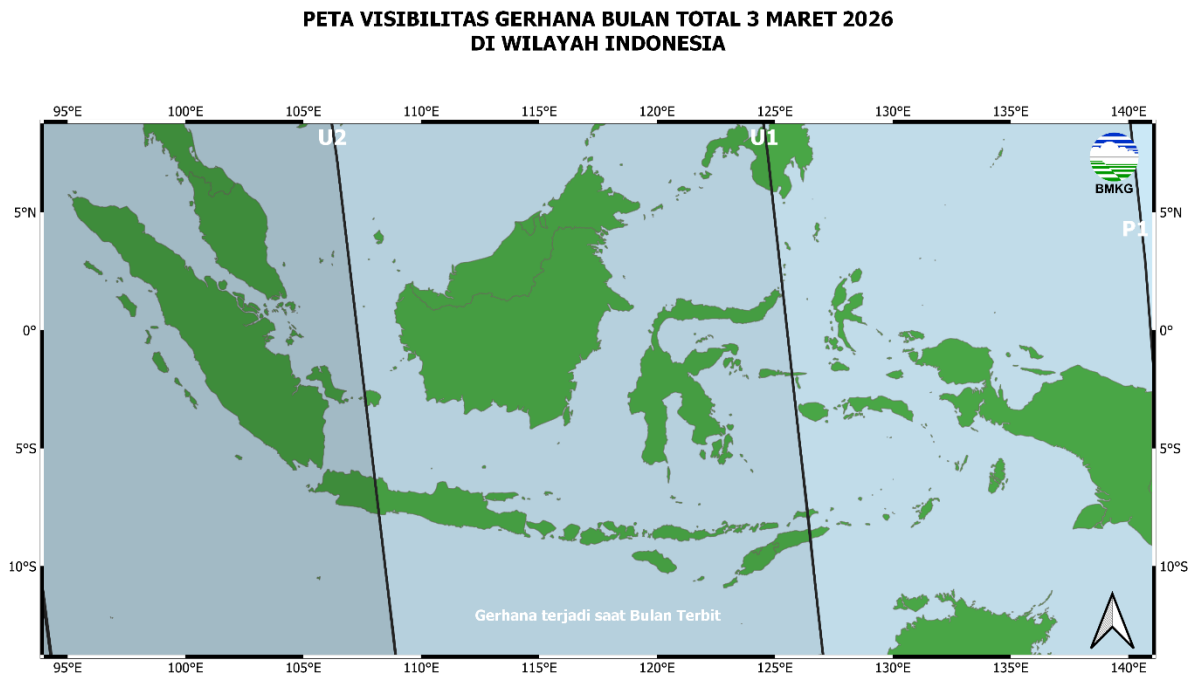 PETA VISIBILITAS GERHANA BULAN TOTAL 3 MARET 2026
DI WILAYAH INDONESIA
95°E 100°E 105°E 110°E 115°E 120°E 125°E 130°E 135°E 140°E
U2 U1
BMKG
5°N 5°N
P1
0° 0°
5°S 5°S
10°S 10°S
Gerhana terjadi saat Bulan Terbit
95°E 100°E 105°E 110°E 115°E 120°E 125°E 130°E 135°E 140°E